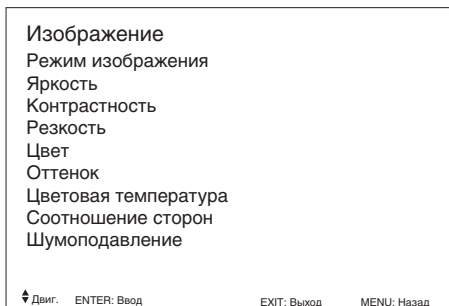 Изображение
Режим изображения
Яркость
Контрастность
Резкость
Цвет
Оттенок
Цветовая температура
Соотношение сторон
Шумоподавление
Двиг. ENTER: Ввод EXIT: Выход MENU: Назад